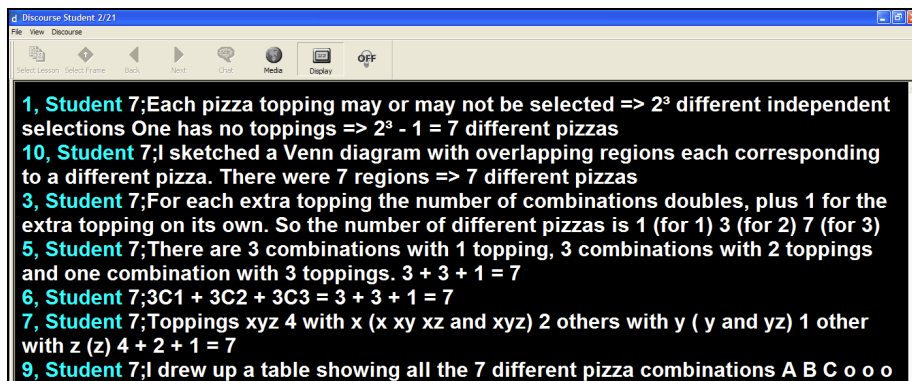 d Discourse Student 2/21
File View Discourse
Select Lesson Select Frame Back Next Chat Media Display OFF
1, Student 7;Each pizza topping may or may not be selected => 2³ different independent
selections One has no toppings => 2³ - 1 = 7 different pizzas
10, Student 7;I sketched a Venn diagram with overlapping regions each corresponding
to a different pizza. There were 7 regions => 7 different pizzas
3, Student 7;For each extra topping the number of combinations doubles, plus 1 for the
extra topping on its own. So the number of different pizzas is 1 (for 1) 3 (for 2) 7 (for 3)
5, Student 7;There are 3 combinations with 1 topping, 3 combinations with 2 toppings
and one combination with 3 toppings. 3 + 3 + 1 = 7
6, Student 7;3C1 + 3C2 + 3C3 = 3 + 3 + 1 = 7
7, Student 7;Toppings xyz 4 with x (x xy xz and xyz) 2 others with y ( y and yz) 1 other
with z (z) 4 + 2 + 1 = 7
9, Student 7;I drew up a table showing all the 7 different pizza combinations A B C o o o